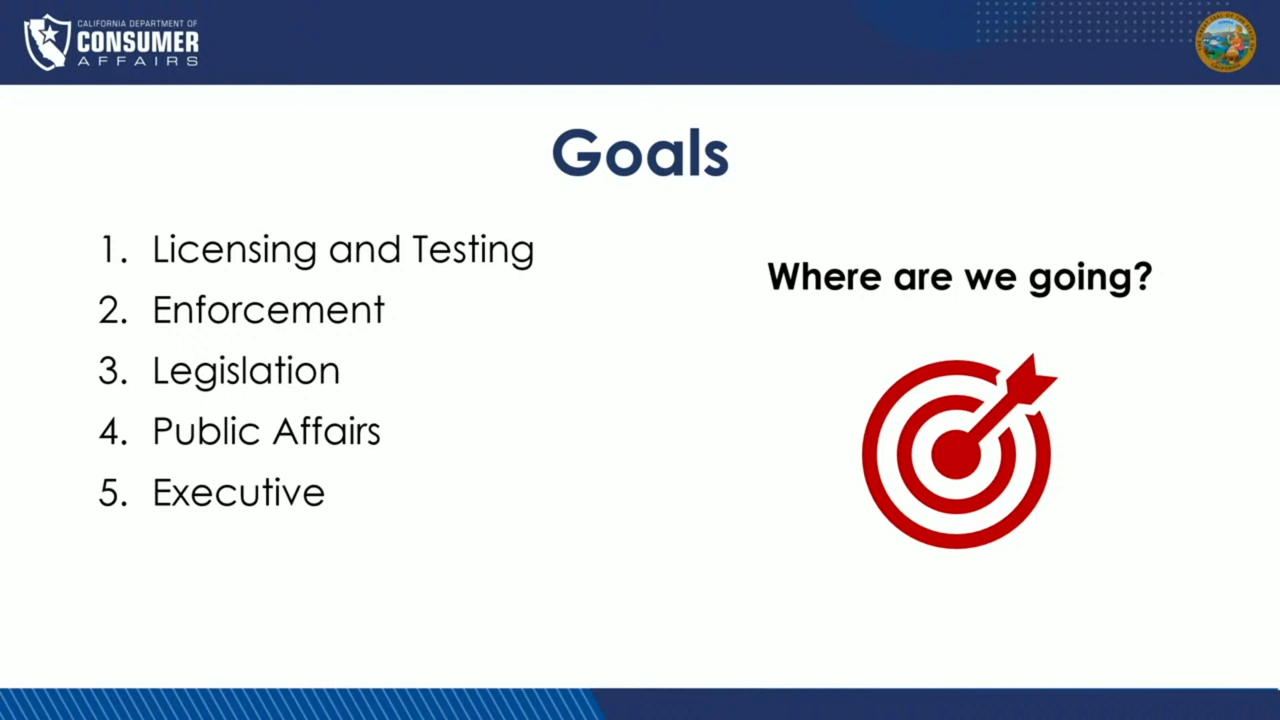 CALIFORNIA DEPARTMENT OF
CONSUMER
AFFAIRS
Goals
1. Licensing and Testing
2. Enforcement
3. Legislation
4. Public Affairs
5. Executive
Where are we going?